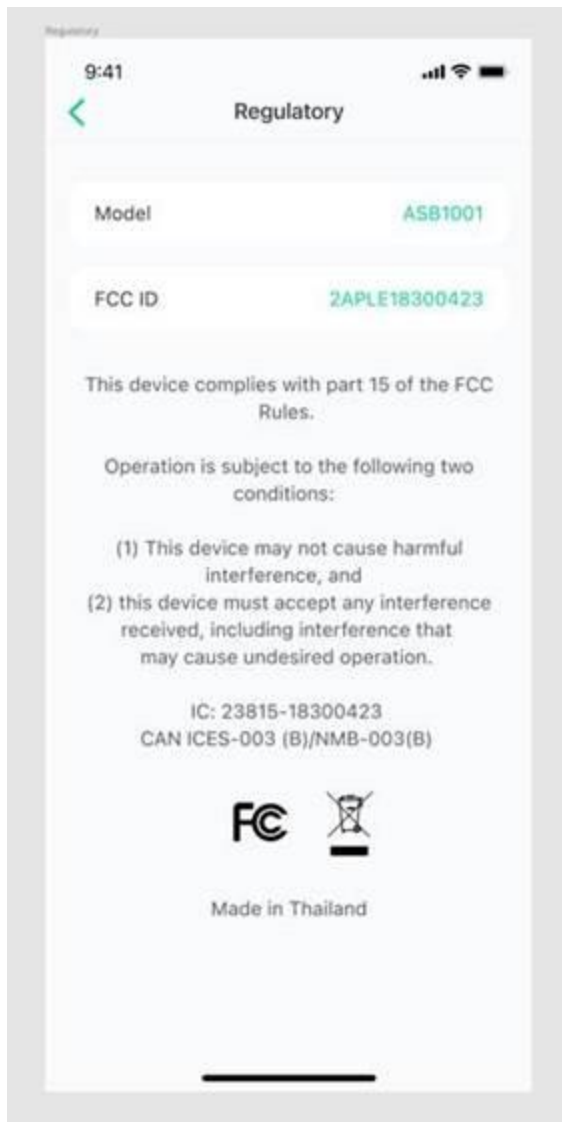 Regulatory
9:41
Regulatory
Model ASB1001
FCC ID 2APLE18300423
This device complies with part 15 of the FCC
Rules.
Operation is subject to the following two
conditions:
(1) This device may not cause harmful
interference, and
(2) this device must accept any interference
received, including interference that
may cause undesired operation.
IC: 23815-18300423
CAN ICES-003 (B)/NMB-003(B)
FC
Made in Thailand